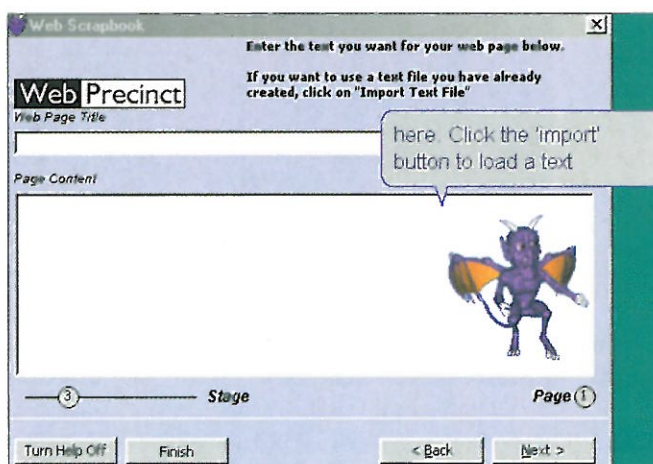 Web Scrapbook
Enter the text you want for your web page below.
If you want to use a text file you have already
created, click on "Import Text File"
Web Precinct
Web Page Title
here. Click the 'import'
button to load a text
Page Content
3
Stage
Page 1
Turn Help Off
Finish
< Back
Next >